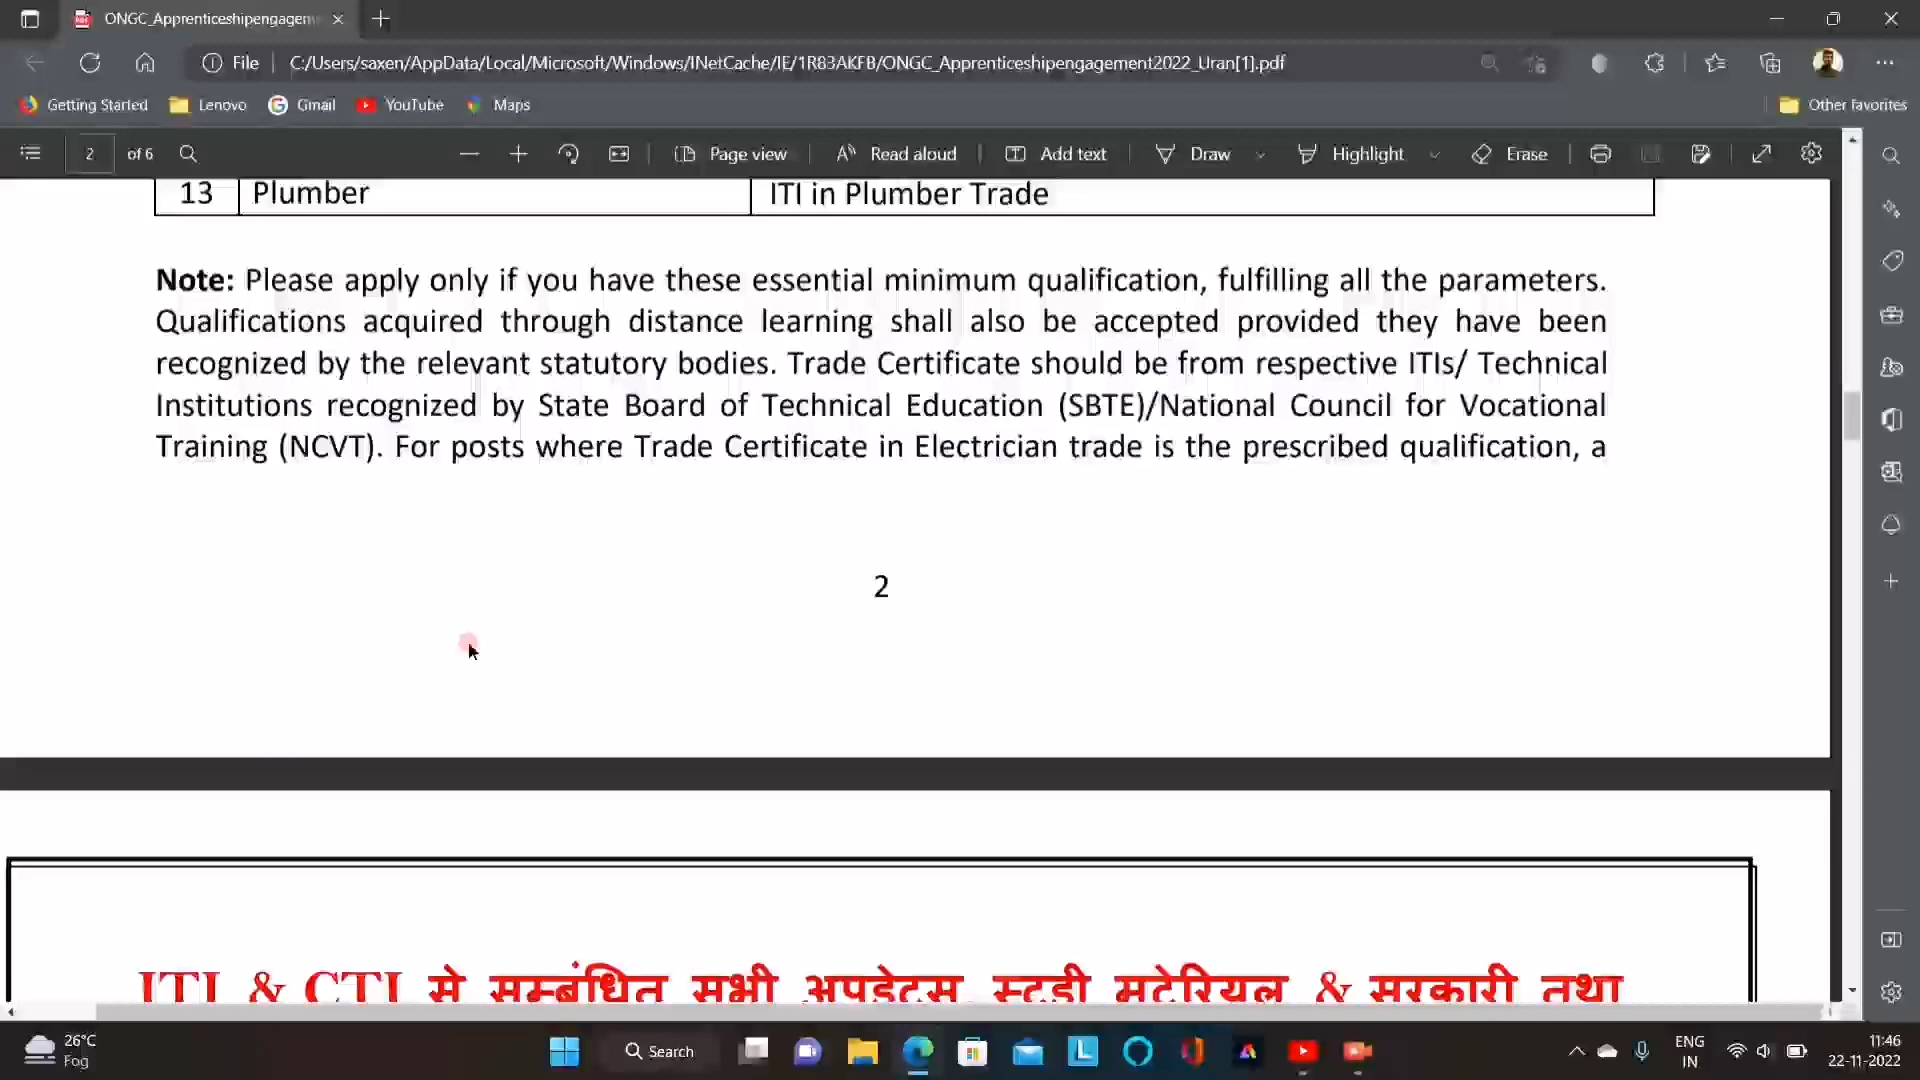 ONGC_Apprenticeshipengagem
File
C:/Users/saxen/AppData/Local/Microsoft/Windows/INetCache/IE/1R83AKFB/ONGC_Apprenticeshipengagement2022_Uran[1].pdf
Getting Started Lenovo Gmail YouTube Maps Other favorites
2 of 6 Page view Read aloud Add text Draw Highlight Erase
13 Plumber ITI in Plumber Trade
Note: Please apply only if you have these essential minimum qualification, fulfilling all the parameters.
Qualifications acquired through distance learning shall also be accepted provided they have been
recognized by the relevant statutory bodies. Trade Certificate should be from respective ITIs/ Technical
Institutions recognized by State Board of Technical Education (SBTE)/National Council for Vocational
Training (NCVT). For posts where Trade Certificate in Electrician trade is the prescribed qualification, a
2
ITI & CTI से सम्बंधित सभी अपडेट्स, स्टडी मटेरियल & सरकारी तथा
26°C
Fog
Search
ENG
IN
11:46
22-11-2022